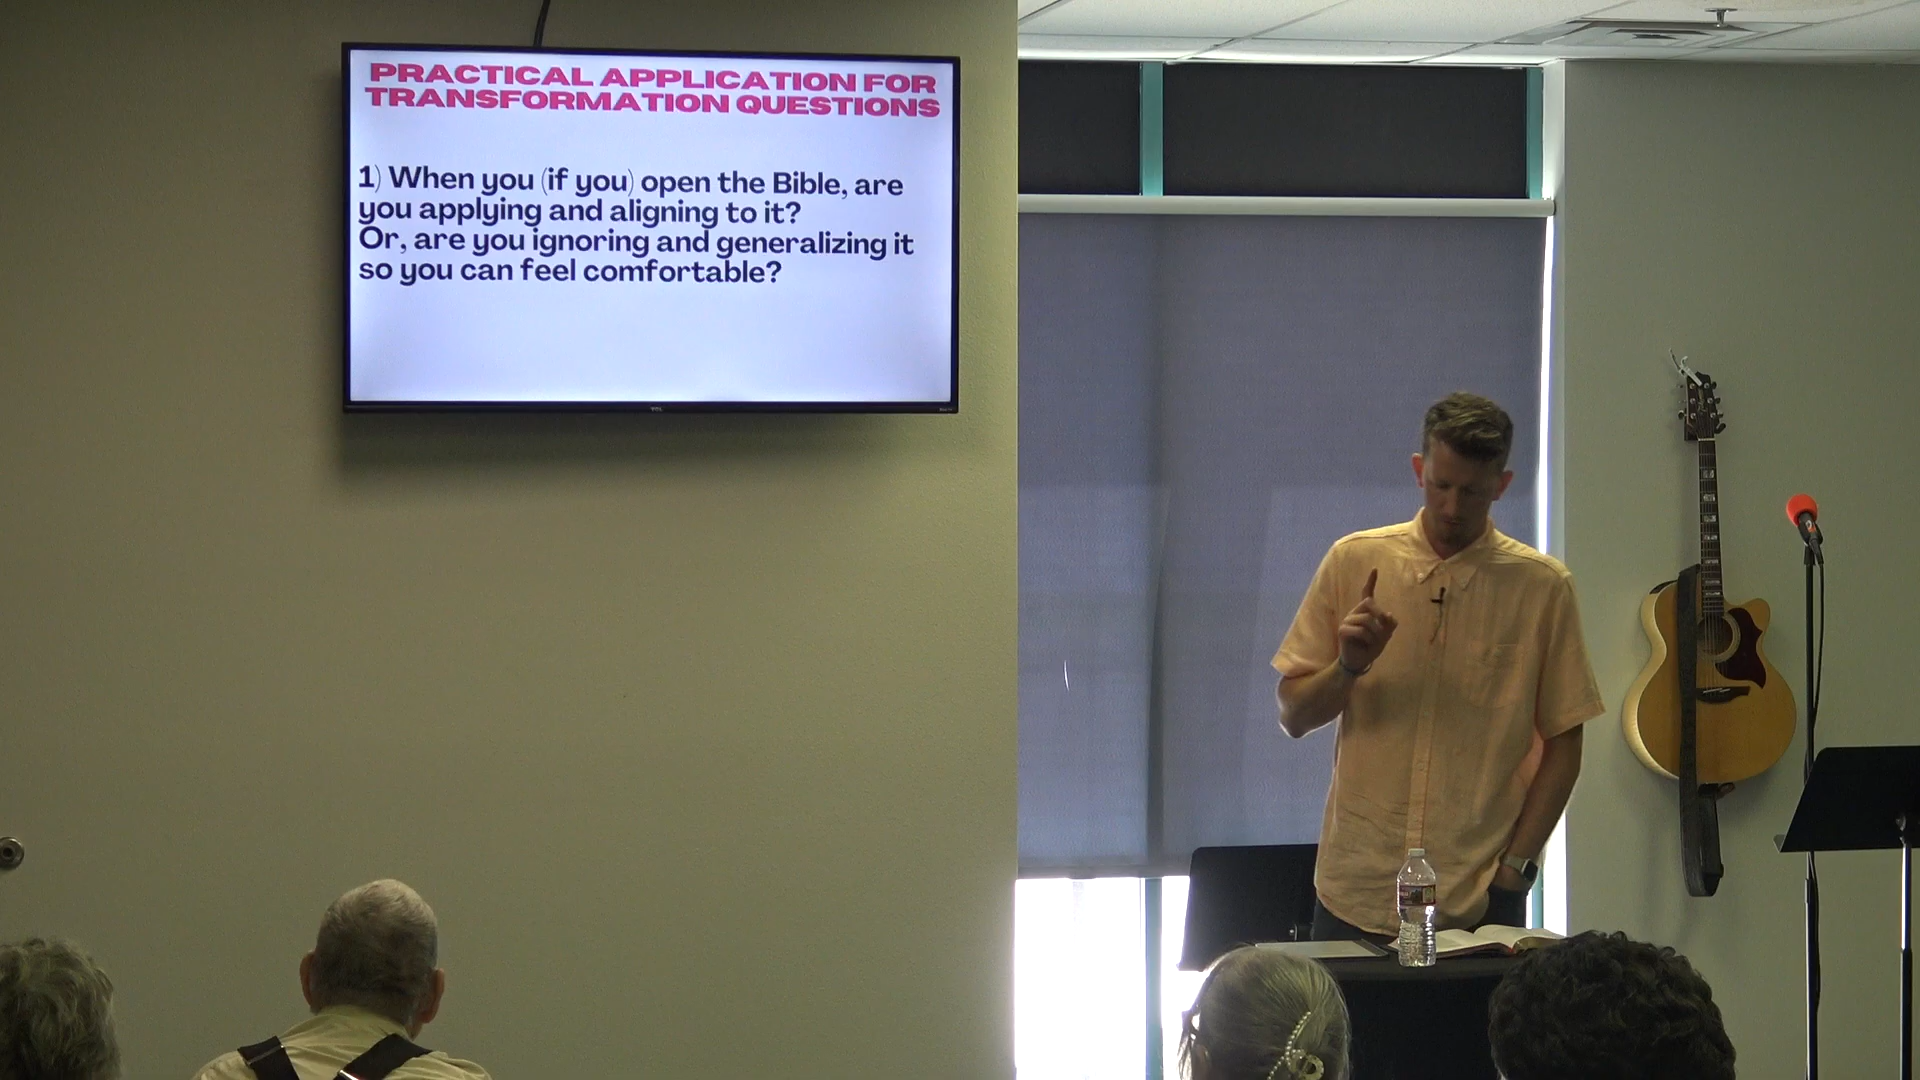 PRACTICAL APPLICATION FOR
TRANSFORMATION QUESTIONS
1) When you (if you) open the Bible, are
you applying and aligning to it?
Or, are you ignoring and generalizing it
so you can feel comfortable?
TCL